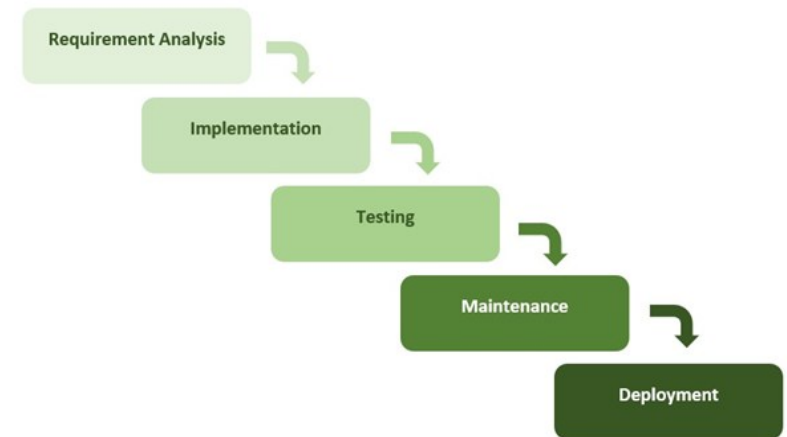 Requirement Analysis
Implementation
Testing
Maintenance
Deployment